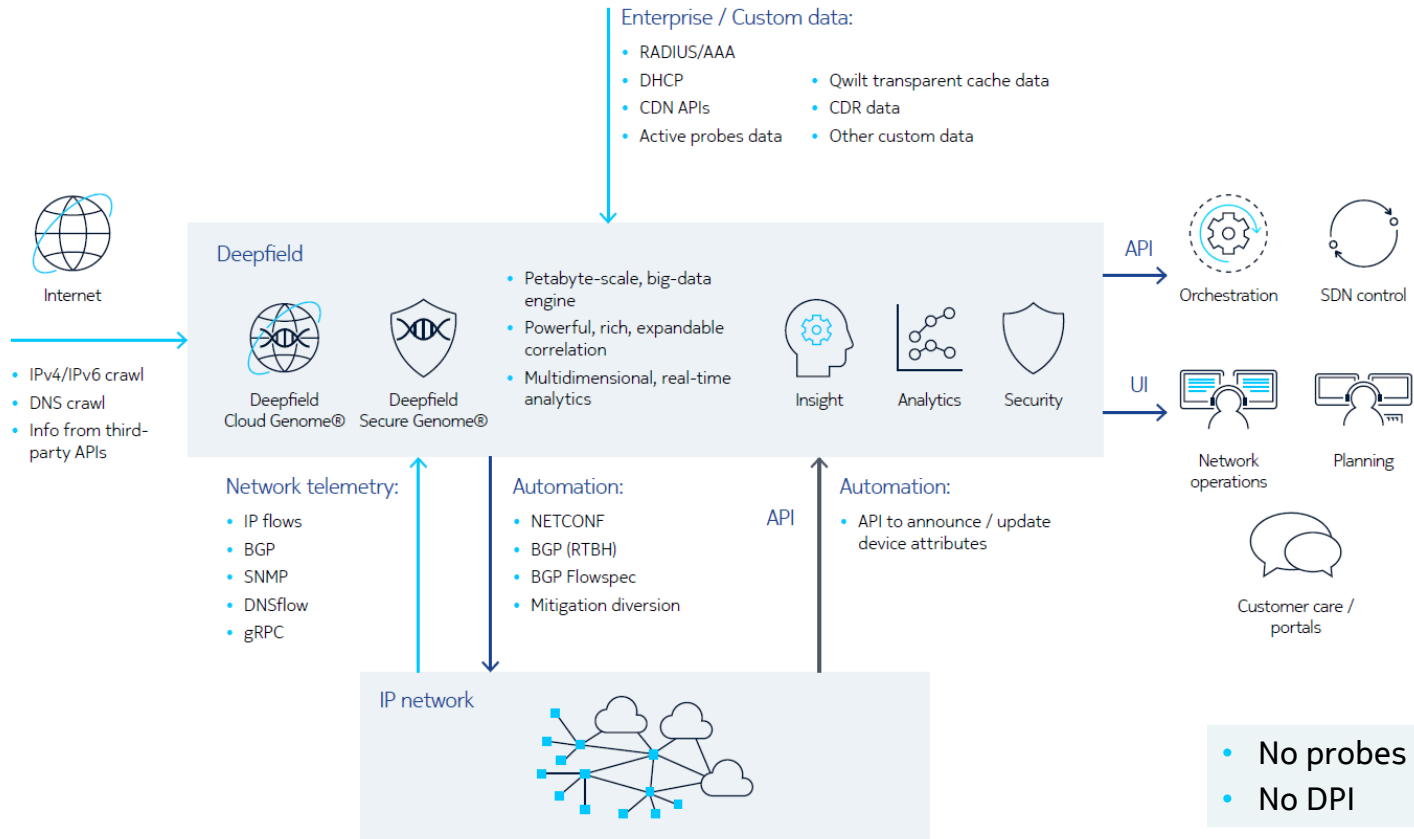 Enterprise / Custom data:
• RADIUS/AAA
• DHCP
• CDN APIs
• Active probes data
• Qwilt transparent cache data
• CDR data
• Other custom data
Internet
• IPv4/IPv6 crawl
• DNS crawl
• Info from third-
party APIs
Deepfield
Deepfield
Cloud Genome®
Deepfield
Secure Genome®
• Petabyte-scale, big-data
engine
• Powerful, rich, expandable
correlation
• Multidimensional, real-time
analytics
Insight
Analytics
Security
API
Orchestration
SDN control
UI
Network
operations
Planning
Customer care /
portals
Network telemetry:
• IP flows
• BGP
• SNMP
• DNSflow
• gRPC
Automation:
• NETCONF
• BGP (RTBH)
• BGP Flowspec
• Mitigation diversion
API
Automation:
• API to announce / update
device attributes
IP network
• No probes
• No DPI